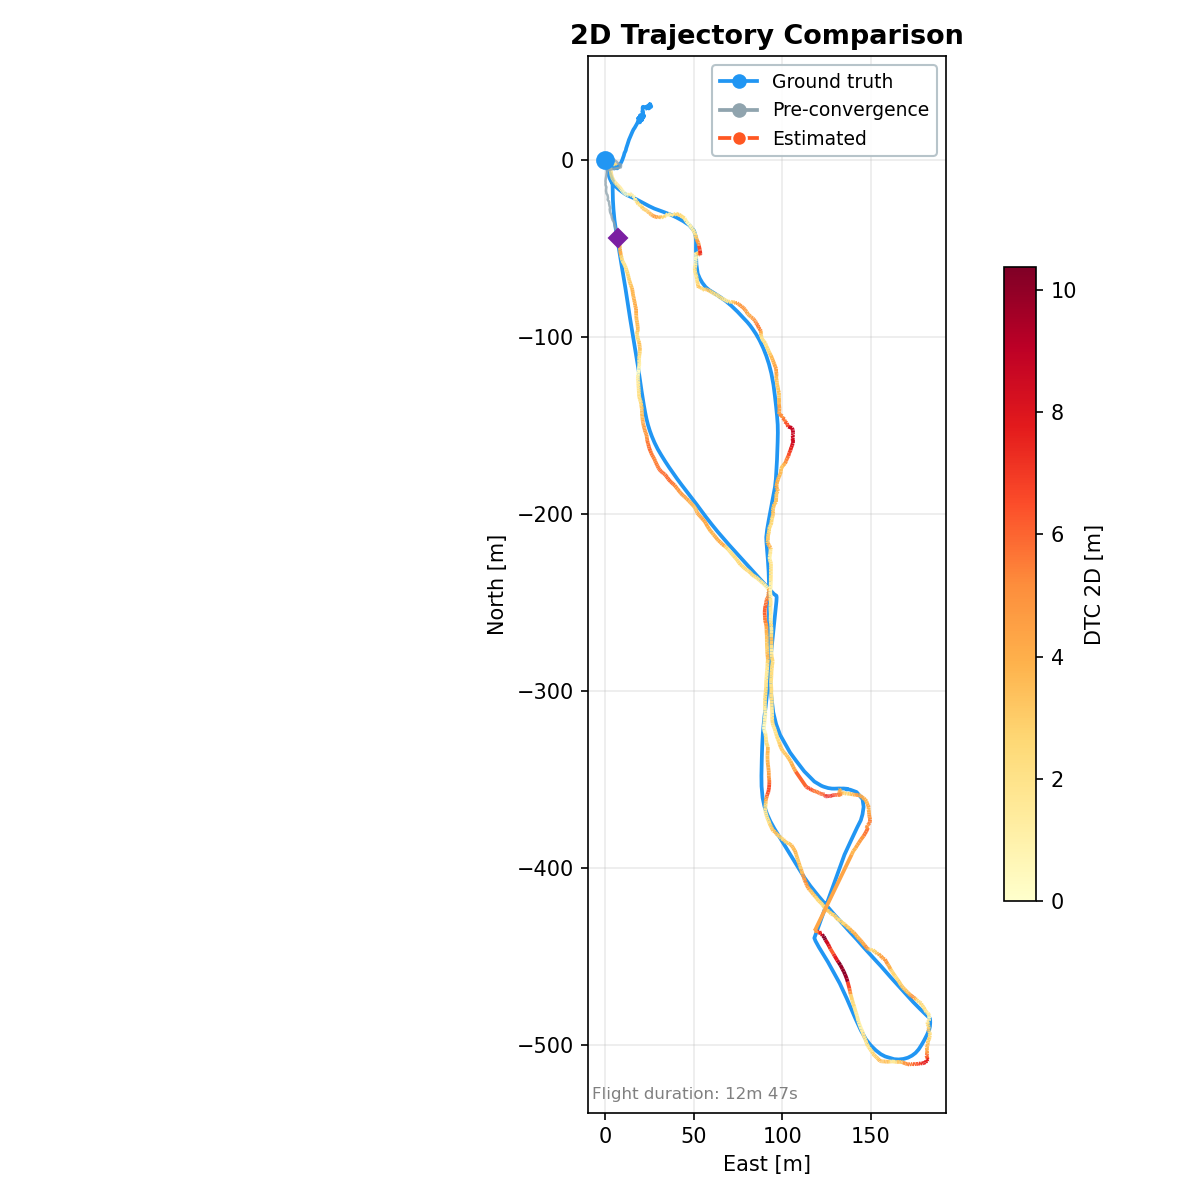 2D Trajectory Comparison
Ground truth
Pre-convergence
Estimated
0
−100
−200
−300
−400
−500
North [m]
Flight duration: 12m 47s
0 50 100 150
East [m]
10
8
6
4
2
0
DTC 2D [m]